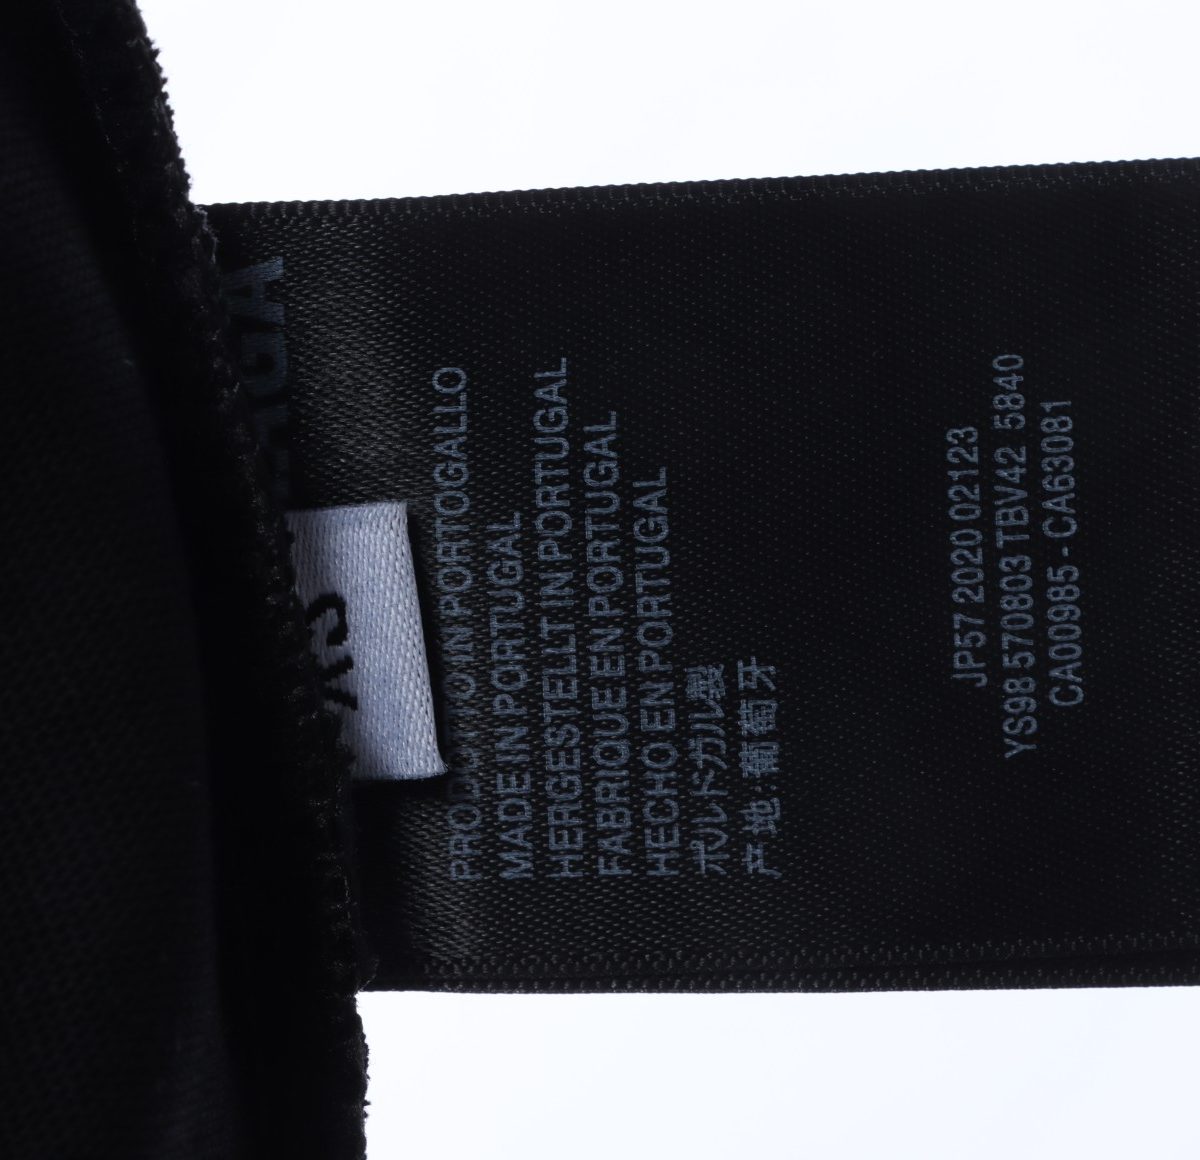 XS
PRODOTTO IN PORTOGALLO
MADE IN PORTUGAL
HERGESTELLT IN PORTUGAL
FABRIQUE EN PORTUGAL
HECHO EN PORTUGAL
ポルトガル製
产地:葡萄牙
JP57 2020 02123
YS98 570803 TBV42 5840
CA00985 - CA63081